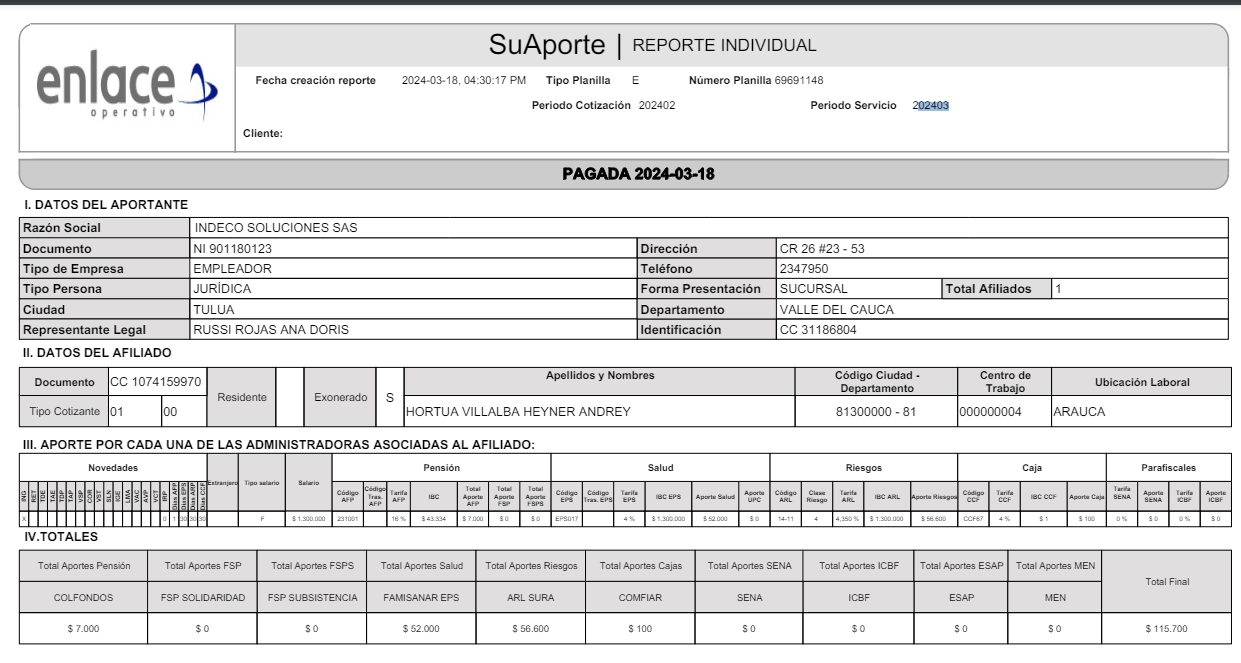 enlace
operativo
SuAporte | REPORTE INDIVIDUAL
Fecha creación reporte 2024-03-18, 04:30:17 PM Tipo Planilla E Número Planilla 69691148
Periodo Cotización 202402 Periodo Servicio 202403
Cliente:
PAGADA 2024-03-18
I. DATOS DEL APORTANTE
Razón Social INDECO SOLUCIONES SAS
Documento NI 901180123 Dirección CR 26 #23 - 53
Tipo de Empresa EMPLEADOR Teléfono 2347950
Tipo Persona JURÍDICA Forma Presentación SUCURSAL Total Afiliados 1
Ciudad TULUA Departamento VALLE DEL CAUCA
Representante Legal RUSSI ROJAS ANA DORIS Identificación CC 31186804
II. DATOS DEL AFILIADO
Documento CC 1074159970 Residente Exonerado S Apellidos y Nombres Código Ciudad - Departamento Centro de Trabajo Ubicación Laboral
Tipo Cotizante 01 00 HORTUA VILLALBA HEYNER ANDREY 81300000 - 81 000000004 ARAUCA
III. APORTE POR CADA UNA DE LAS ADMINISTRADORAS ASOCIADAS AL AFILIADO:
Novedades Extranjero Tipo salario Salario Pensión Salud Riesgos Caja Parafiscales
ING RET TDE TAE TDP TAP VSP COR VST SLN IGE LMA VAC AVP VCT IRP Dias AFP Dias EPS Dias ARP Dias CCF Código AFP Código Tras. AFP Tarifa AFP IBC Total Aporte AFP Total Aporte FSP Total Aporte FSPS Código EPS Código Tras. EPS Tarifa EPS IBC EPS Aporte Salud Aporte UPC Código ARL Clase Riesgo Tarifa ARL IBC ARL Aporte Riesgos Código CCF Tarifa CCF IBC CCF Aporte Caja Tarifa SENA Aporte SENA Tarifa ICBF Aporte ICBF
X 0 1 30 30 30 F $ 1.300.000 231001 16 % $ 43.334 $ 7.000 $ 0 $ 0 EPS017 4 % $ 1.300.000 $ 52.000 $ 0 14-11 4 4,350 % $ 1.300.000 $ 56.600 CCF67 4 % $ 1 $ 100 0 % $ 0 0 % $ 0
IV.TOTALES
Total Aportes Pensión Total Aportes FSP Total Aportes FSPS Total Aportes Salud Total Aportes Riesgos Total Aportes Cajas Total Aportes SENA Total Aportes ICBF Total Aportes ESAP Total Aportes MEN Total Final
COLFONDOS FSP SOLIDARIDAD FSP SUBSISTENCIA FAMISANAR EPS ARL SURA COMFIAR SENA ICBF ESAP MEN
$ 7.000 $ 0 $ 0 $ 52.000 $ 56.600 $ 100 $ 0 $ 0 $ 0 $ 0 $ 115.700